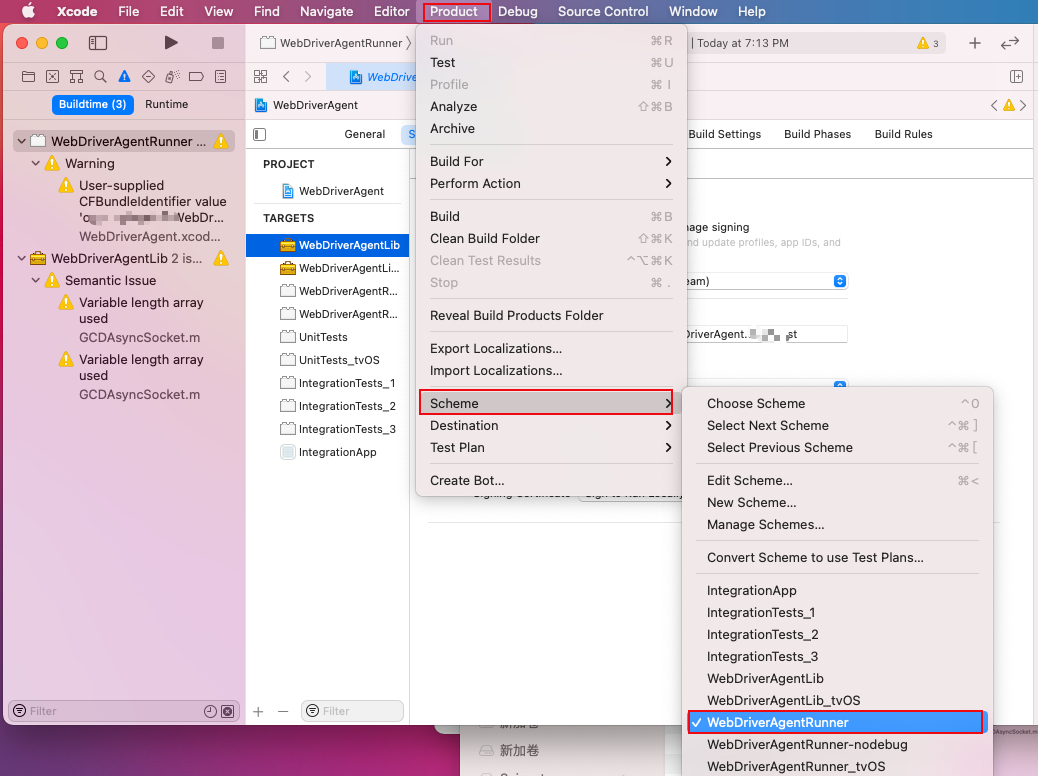 Xcode File Edit View Find Navigate Editor Product Debug Source Control Window Help
WebDriverAgentRunner
Today at 7:13 PM
3
Buildtime (3)
Runtime
WebDriverAgentRunner ...
Warning
User-supplied
CFBundleIdentifier value
WebDr...
WebDriverAgent.xcod...
WebDriverAgentLib 2 is...
Semantic Issue
Variable length array
used
GCDAsyncSocket.m
Variable length array
used
GCDAsyncSocket.m
Filter
WebDrive
WebDriverAgent
General
S
Build Settings
Build Phases
Build Rules
PROJECT
WebDriverAgent
TARGETS
WebDriverAgentLib
WebDriverAgentLi...
WebDriverAgentR...
WebDriverAgentR...
UnitTests
UnitTests_tvOS
IntegrationTests_1
IntegrationTests_2
IntegrationTests_3
IntegrationApp
Filter
Run ⌘R
Test ⌘U
Profile ⌘I
Analyze ⇧⌘B
Archive
Build For
Perform Action
Build ⌘B
Clean Build Folder ⇧⌘K
Clean Test Results ^⌥⌘K
Stop ⌘.
Reveal Build Products Folder
Export Localizations...
Import Localizations...
Scheme
Destination
Test Plan
Create Bot...
nage signing
nd update profiles, app IDs, and
eam)
DriverAgent.
st
Choose Scheme ^0
Select Next Scheme ^⌘]
Select Previous Scheme ^⌘[
Edit Scheme... ⌘<
New Scheme...
Manage Schemes...
Convert Scheme to use Test Plans...
IntegrationApp
IntegrationTests_1
IntegrationTests_2
IntegrationTests_3
WebDriverAgentLib
WebDriverAgentLib_tvOS
✓ WebDriverAgentRunner
WebDriverAgentRunner-nodebug
WebDriverAgentRunner_tvOS
DAsyncSocket.m
新加卷
新加卷